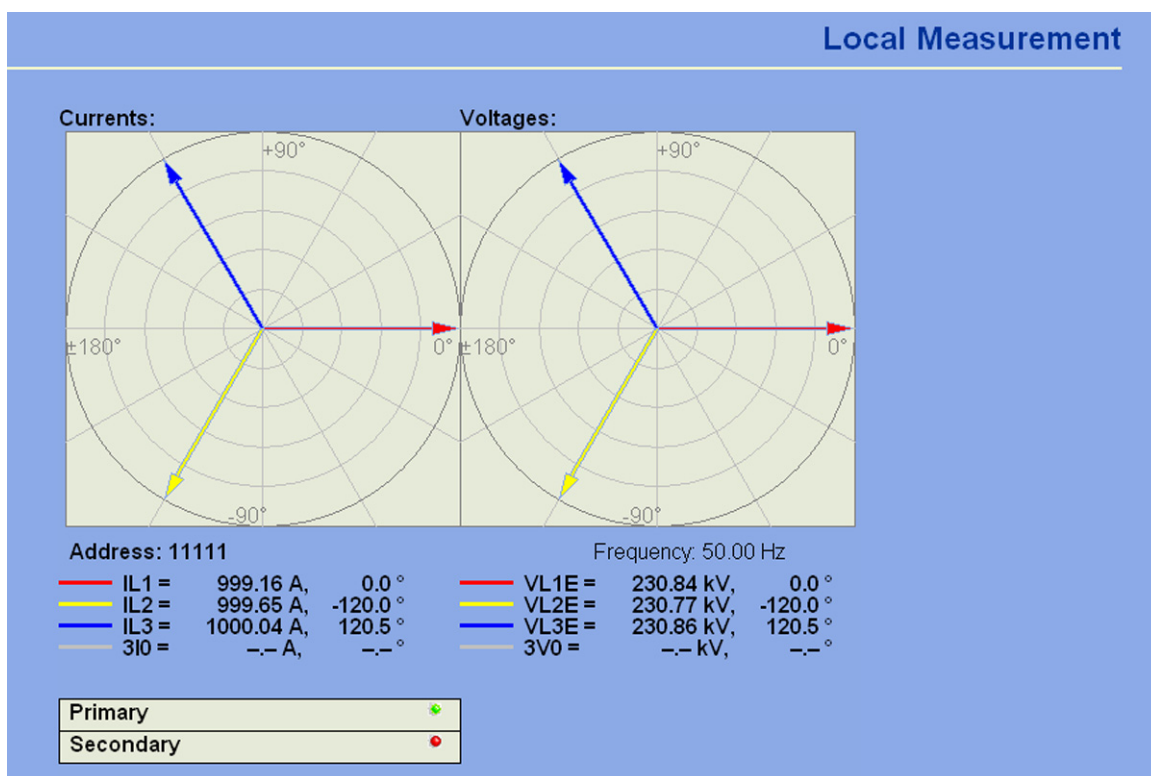 Local Measurement
Currents:
Voltages:
+90°
+90°
±180°
0°
±180°
0°
-90°
-90°
Address: 11111
Frequency: 50.00 Hz
IL1 = 999.16 A, 0.0 °
VL1E = 230.84 kV, 0.0 °
IL2 = 999.65 A, -120.0 °
VL2E = 230.77 kV, -120.0 °
IL3 = 1000.04 A, 120.5 °
VL3E = 230.86 kV, 120.5 °
3I0 = –.– A, –.– °
3V0 = –.– kV, –.– °
Primary
Secondary